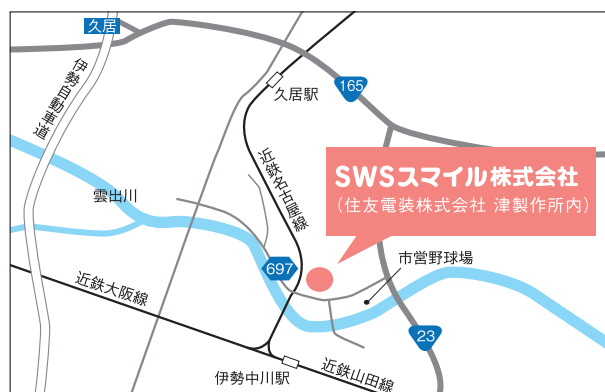 久居
伊勢自動車道
久居駅
165
近鉄名古屋線
SWSスマイル株式会社
(住友電装株式会社 津製作所内)
雲出川
697
市営野球場
近鉄大阪線
23
伊勢中川駅
近鉄山田線